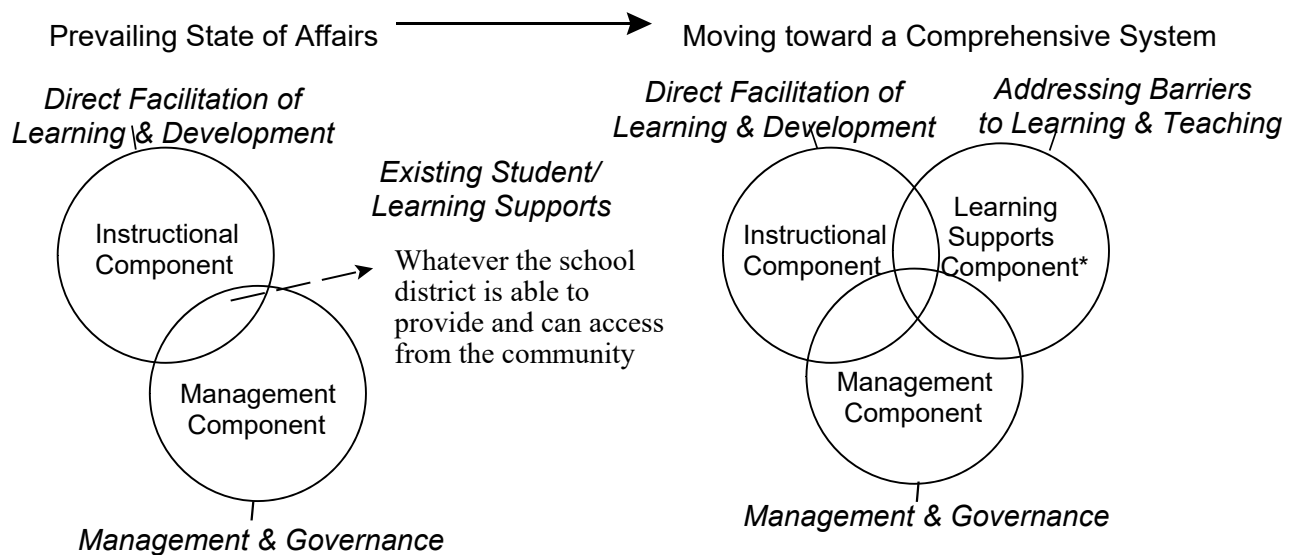 Prevailing State of Affairs
Moving toward a Comprehensive System
Direct Facilitation of
Learning & Development
Existing Student/
Learning Supports
Whatever the school
district is able to
provide and can access
from the community
Instructional
Component
Management
Component
Management & Governance
Direct Facilitation of
Learning & Development
Addressing Barriers
to Learning & Teaching
Instructional
Component
Learning
Supports
Component*
Management
Component
Management & Governance